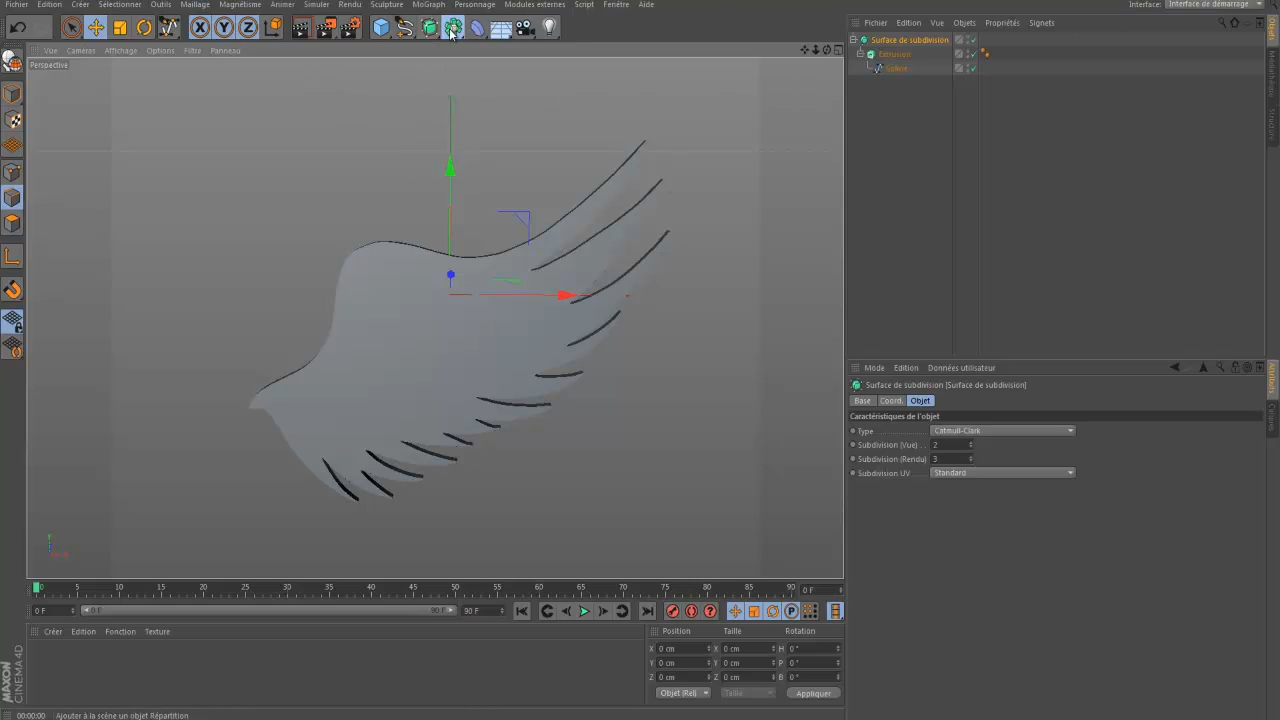 Fichier Edition Créer Sélectionner Outils Maillage Magnétisme Animer Simuler Rendu Sculpture MoGraph Personnage Modules externes Script Fenêtre Aide Interface: Interface de démarrage
Fichier Edition Vue Objets Propriétés Signets
Vue Caméras Affichage Options Filtre Panneau
Perspective
Surface de subdivision
Extrusion
Spline
Objets
Médiathèque
Structure
Mode Edition Données utilisateur
Surface de subdivision [Surface de subdivision]
Base Coord. Objet
Caractéristiques de l'objet
Type Catmull-Clark
Subdivision (Vue) . . 2
Subdivision (Rendu) 3
Subdivision UV Standard
Attributs
0 5 10 15 20 25 30 35 40 45 50 55 60 65 70 75 80 85 90 0 F
0 F 0 F 90 F 90 F
Créer Edition Fonction Texture
Position Taille Rotation
X 0 cm X 0 cm H 0 °
Y 0 cm Y 0 cm P 0 °
Z 0 cm Z 0 cm B 0 °
Objet (Rel) Taille Appliquer
MAXON
CINEMA 4D
00:00:00 Ajouter à la scène un objet Répartition